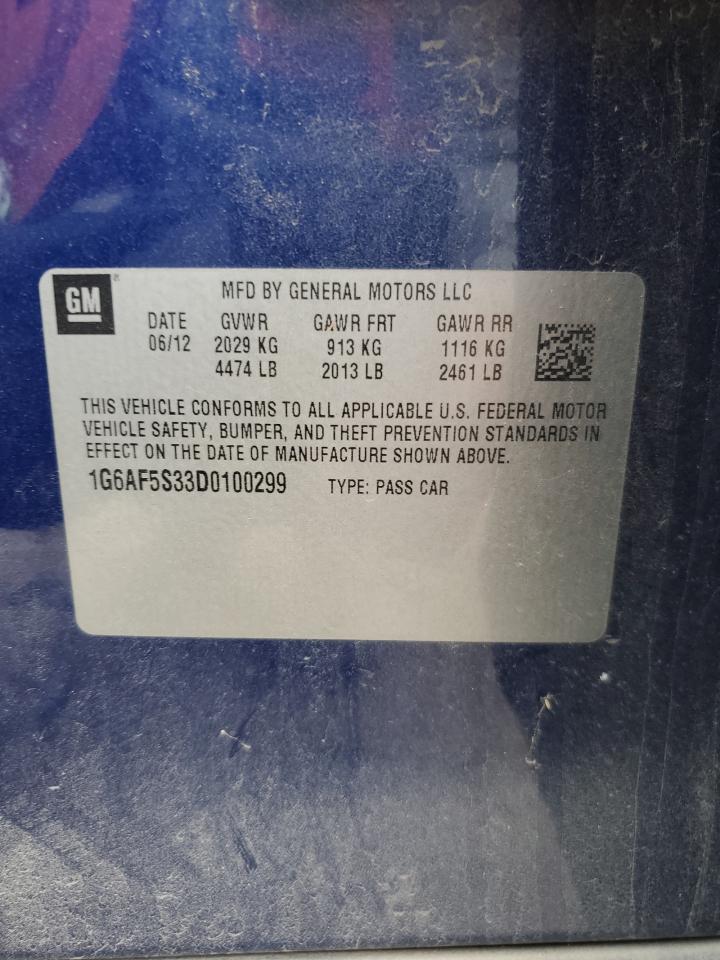 GM ®
MFD BY GENERAL MOTORS LLC
DATE GVWR GAWR FRT GAWR RR
06/12 2029 KG 913 KG 1116 KG
4474 LB 2013 LB 2461 LB
THIS VEHICLE CONFORMS TO ALL APPLICABLE U.S. FEDERAL MOTOR
VEHICLE SAFETY, BUMPER, AND THEFT PREVENTION STANDARDS IN
EFFECT ON THE DATE OF MANUFACTURE SHOWN ABOVE.
1G6AF5S33D0100299 TYPE: PASS CAR